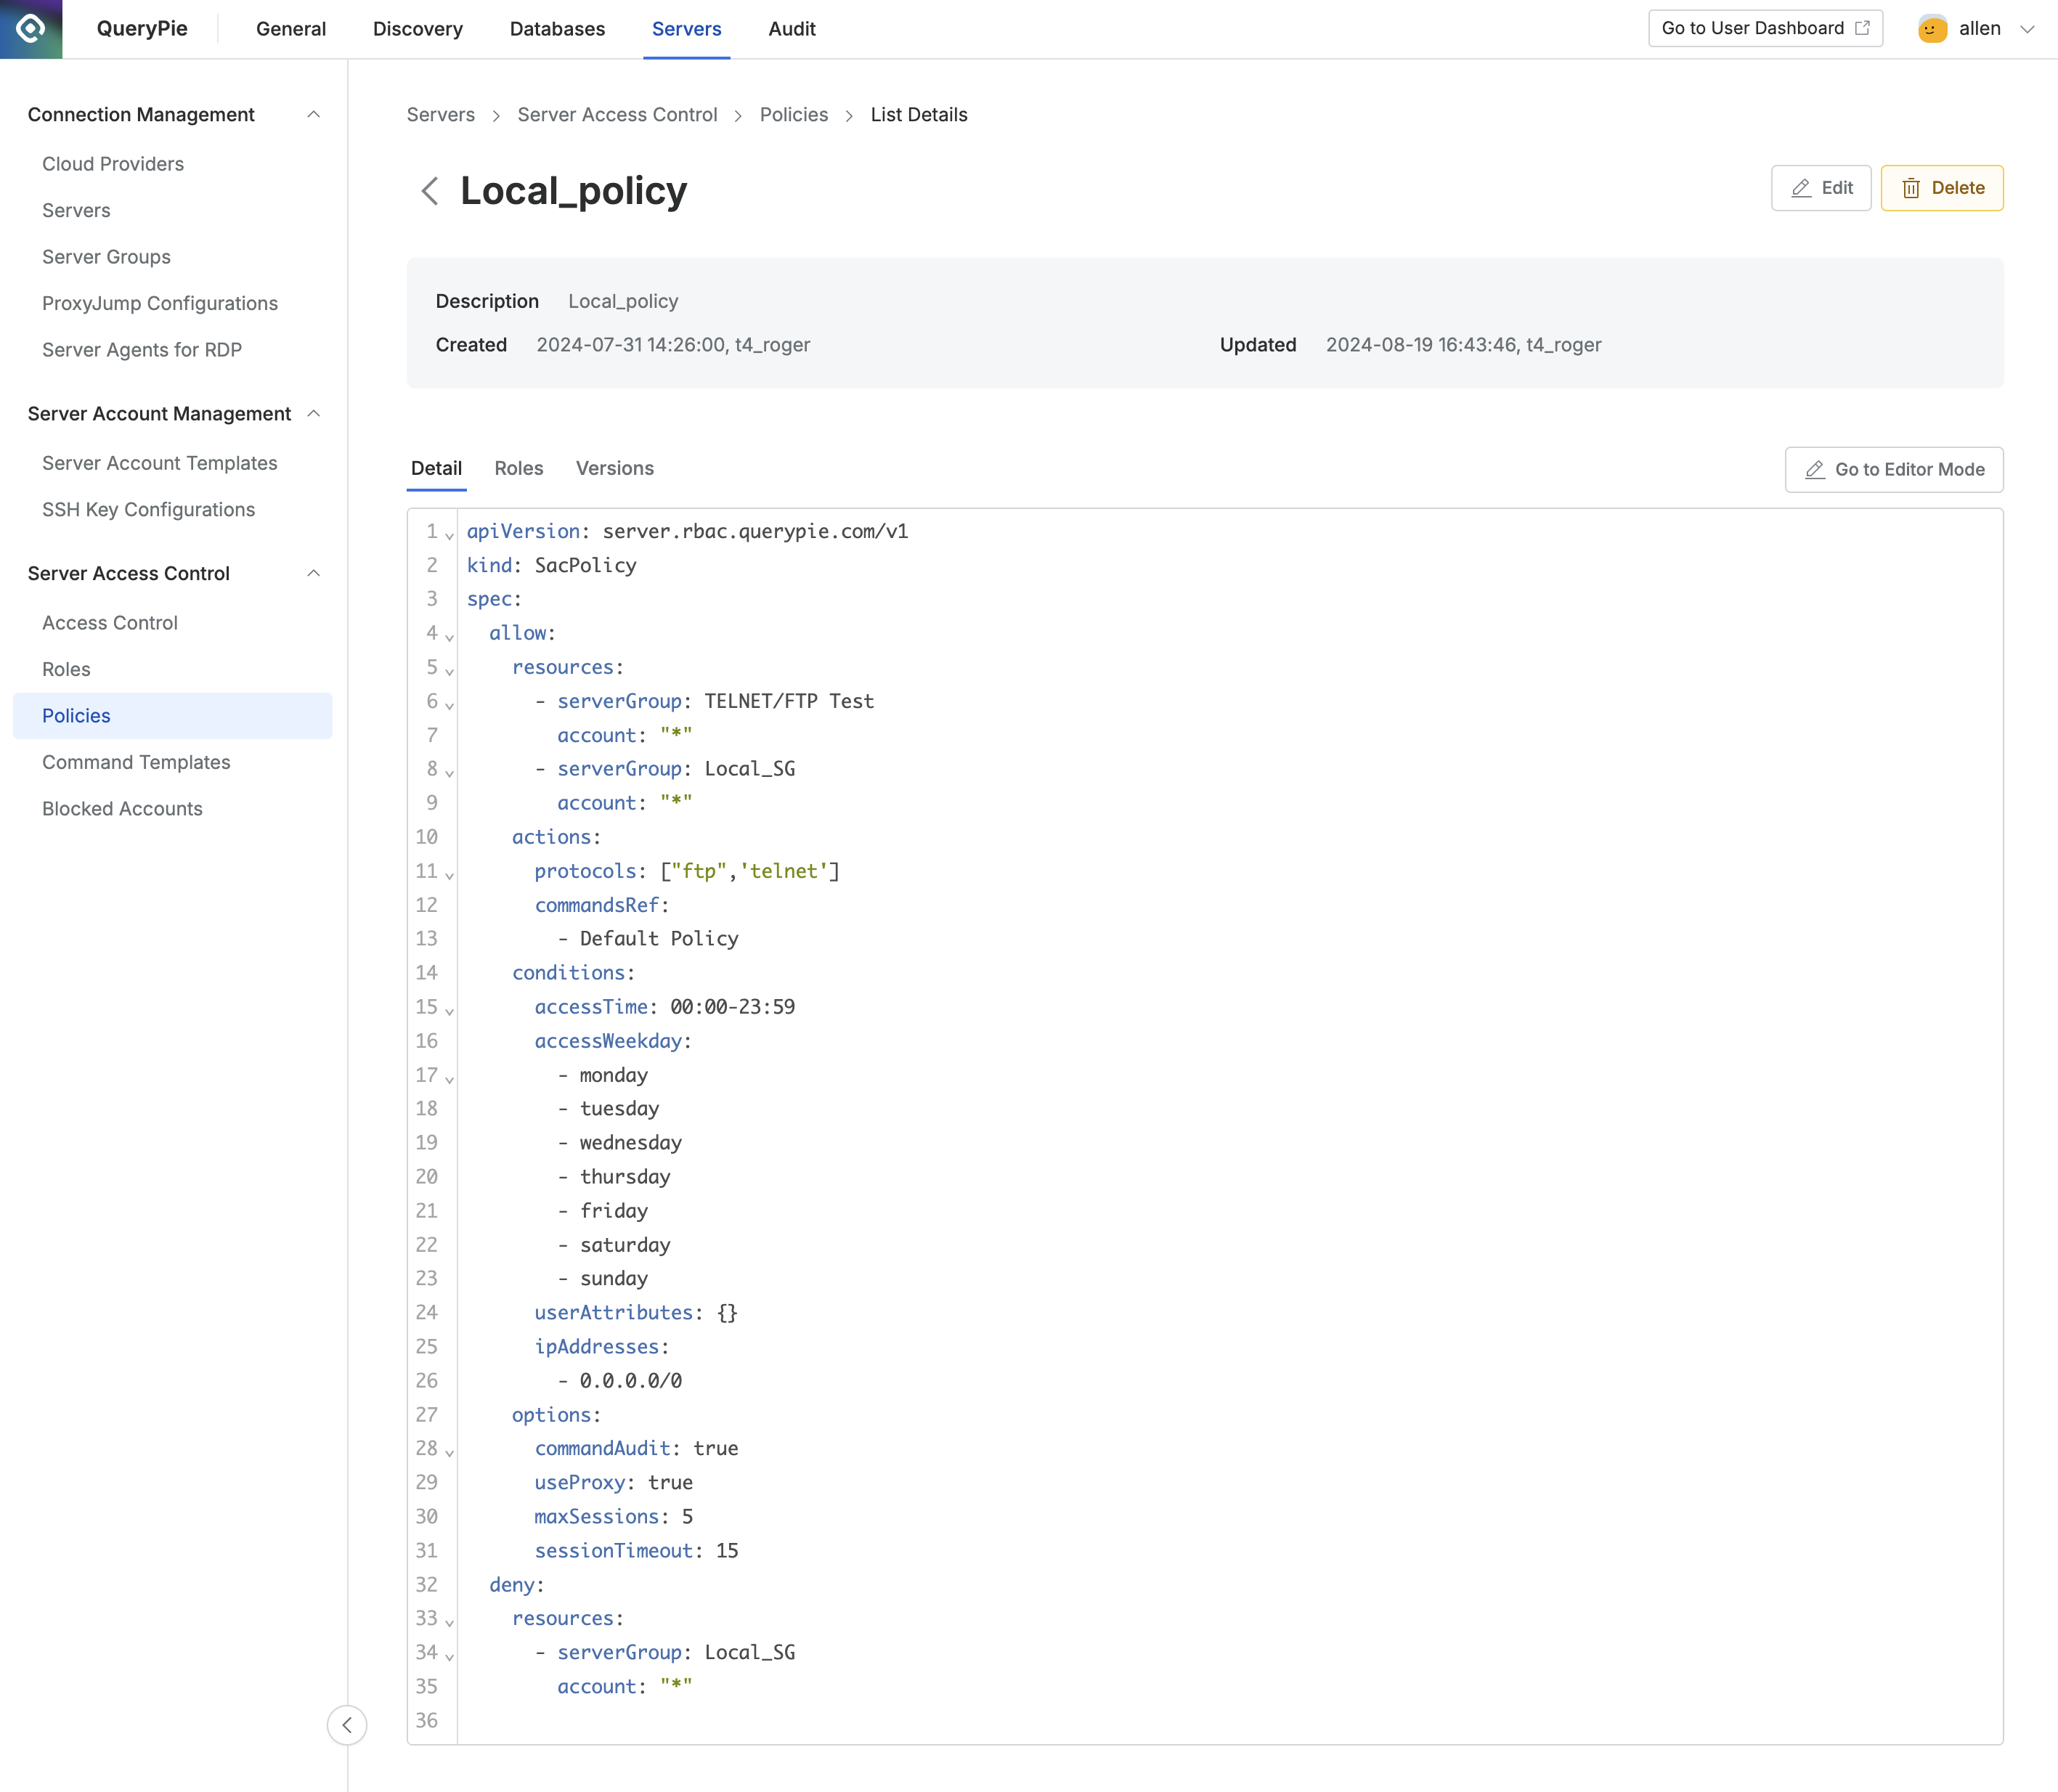 QueryPie General Discovery Databases Servers Audit Go to User Dashboard allen
Connection Management
Cloud Providers
Servers
Server Groups
ProxyJump Configurations
Server Agents for RDP
Server Account Management
Server Account Templates
SSH Key Configurations
Server Access Control
Access Control
Roles
Policies
Command Templates
Blocked Accounts
Servers > Server Access Control > Policies > List Details
Local_policy
Edit Delete
Description Local_policy
Created 2024-07-31 14:26:00, t4_roger Updated 2024-08-19 16:43:46, t4_roger
Detail Roles Versions Go to Editor Mode
1 apiVersion: server.rbac.querypie.com/v1
2 kind: SacPolicy
3 spec:
4   allow:
5     resources:
6       - serverGroup: TELNET/FTP Test
7         account: "*"
8       - serverGroup: Local_SG
9         account: "*"
10     actions:
11       protocols: ["ftp",'telnet']
12       commandsRef:
13         - Default Policy
14     conditions:
15       accessTime: 00:00-23:59
16       accessWeekday:
17         - monday
18         - tuesday
19         - wednesday
20         - thursday
21         - friday
22         - saturday
23         - sunday
24       userAttributes: {}
25       ipAddresses:
26         - 0.0.0.0/0
27     options:
28       commandAudit: true
29       useProxy: true
30       maxSessions: 5
31       sessionTimeout: 15
32   deny:
33     resources:
34       - serverGroup: Local_SG
35         account: "*"
36